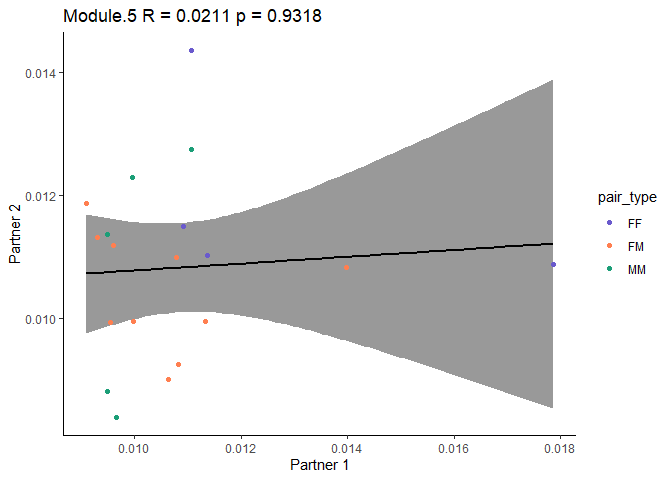 Module.5 R = 0.0211 p = 0.9318
0.014
0.012
0.010
Partner 2
0.010
0.012
0.014
0.016
0.018
Partner 1
pair_type
FF
FM
MM